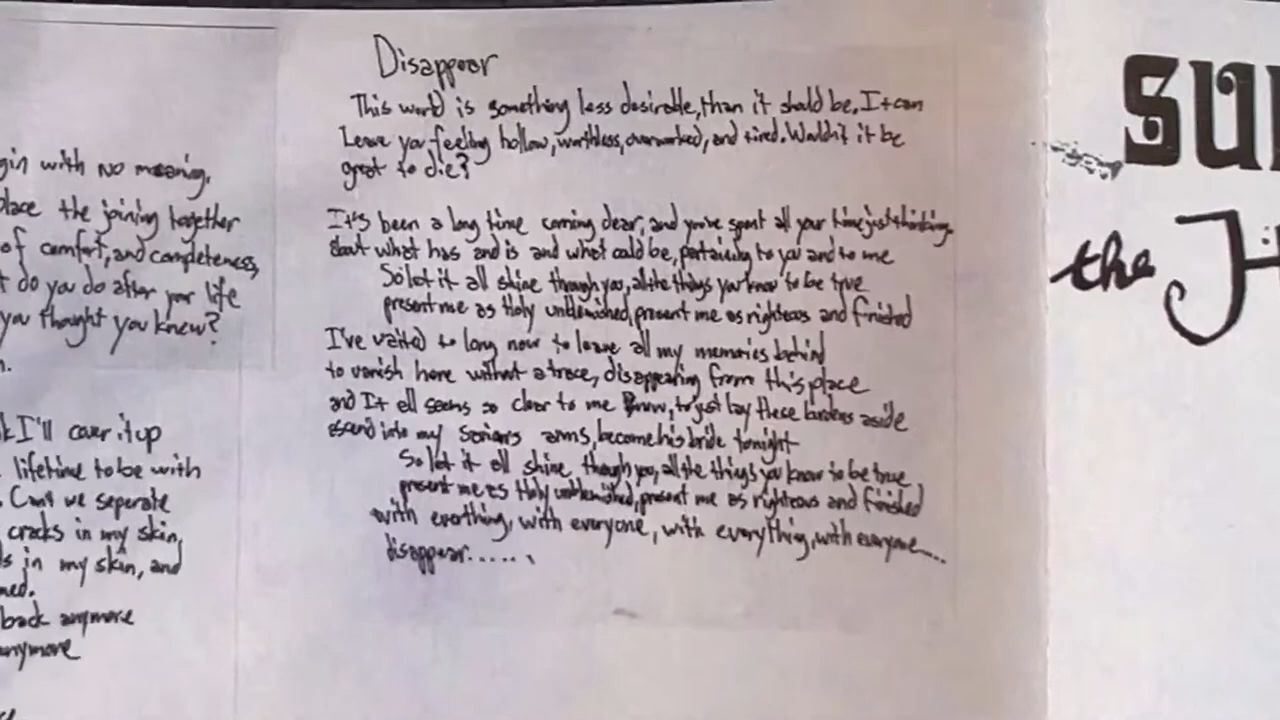 gin with no meaning,
place the joining together
of comfort, and completeness,
t do you do after your life
you thought you knew?
k I'll cover it up
lifetime to be with
. Can't we seperate
cracks in my skin,
s in my skin, and
ned.
back anymore
anymore
Disappear
This world is something less desirable, than it should be. It can
Leave you feeling hollow, worthless, overworked, and tired. Wouldn't it be
great to die?
It's been a long time coming dear, and you've spent all your time just thinking.
about what has and is and what could be, pertaining to you and to me
So let it all shine though you, all the things you know to be true
present me as Holy unblemished, present me as righteous and finished
I've waited to long now to leave all my memories behind
to vanish here without a trace, disappearing from this place
and It all seems so clear to me now, to just lay these burdens aside
ascend into my saviors arms, become his bride tonight
So let it all shine though you, all the things you know to be true,
present me as Holy unblemished, present me as righteous and finished
with everthing, with everyone, with everything, with everyone....
disappear......
SU
the J